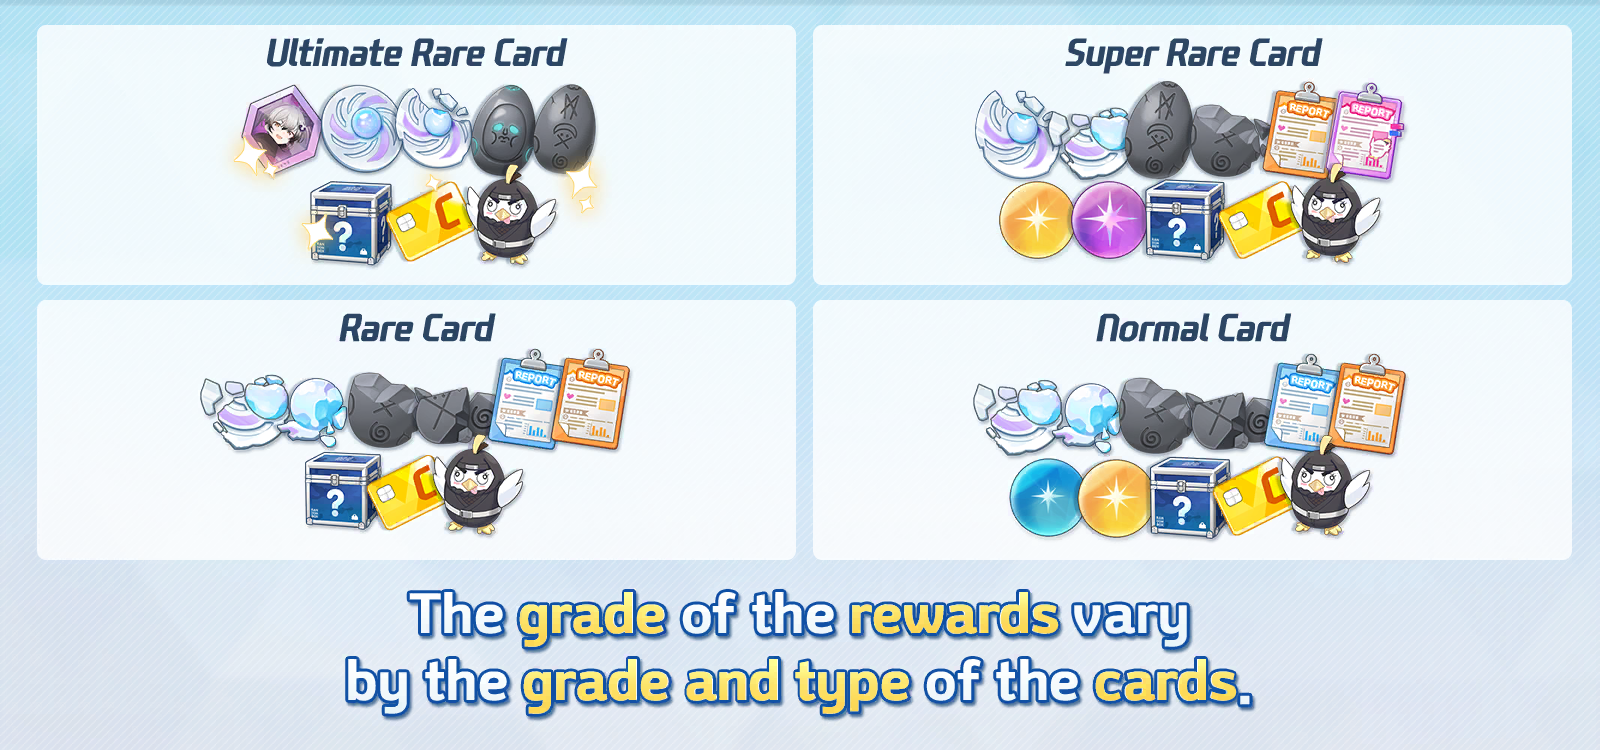 Ultimate Rare Card
Super Rare Card
REPORT
REPORT
?
C
?
C
Rare Card
Normal Card
REPORT
REPORT
REPORT
REPORT
?
C
?
C
The grade of the rewards vary
by the grade and type of the cards.